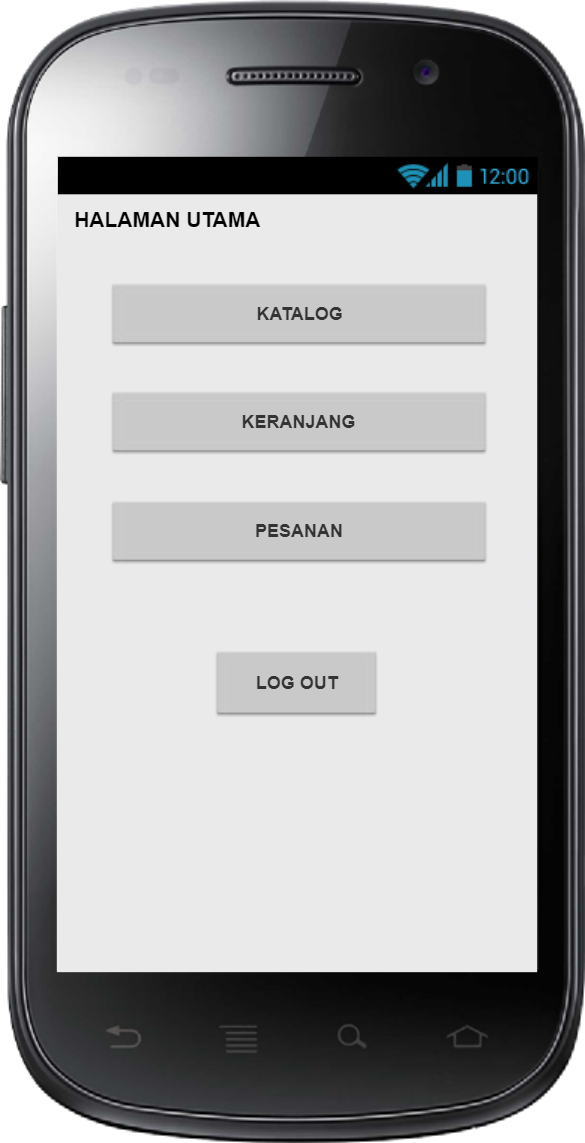 12:00
HALAMAN UTAMA
KATALOG
KERANJANG
PESANAN
LOG OUT